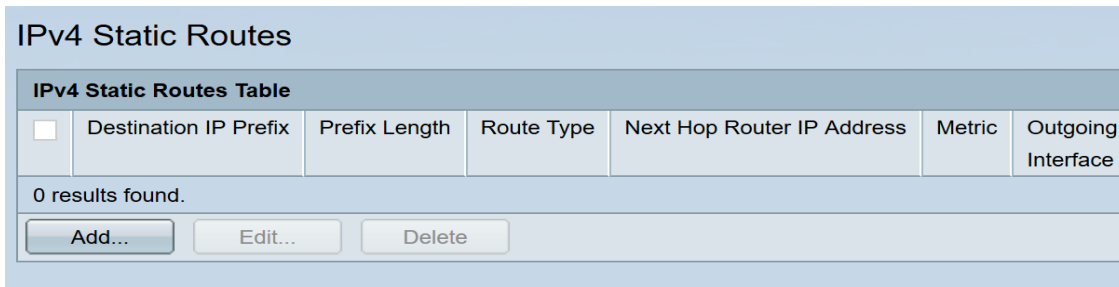 IPv4 Static Routes
IPv4 Static Routes Table
Destination IP Prefix Prefix Length Route Type Next Hop Router IP Address Metric Outgoing
Interface
0 results found.
Add... Edit... Delete